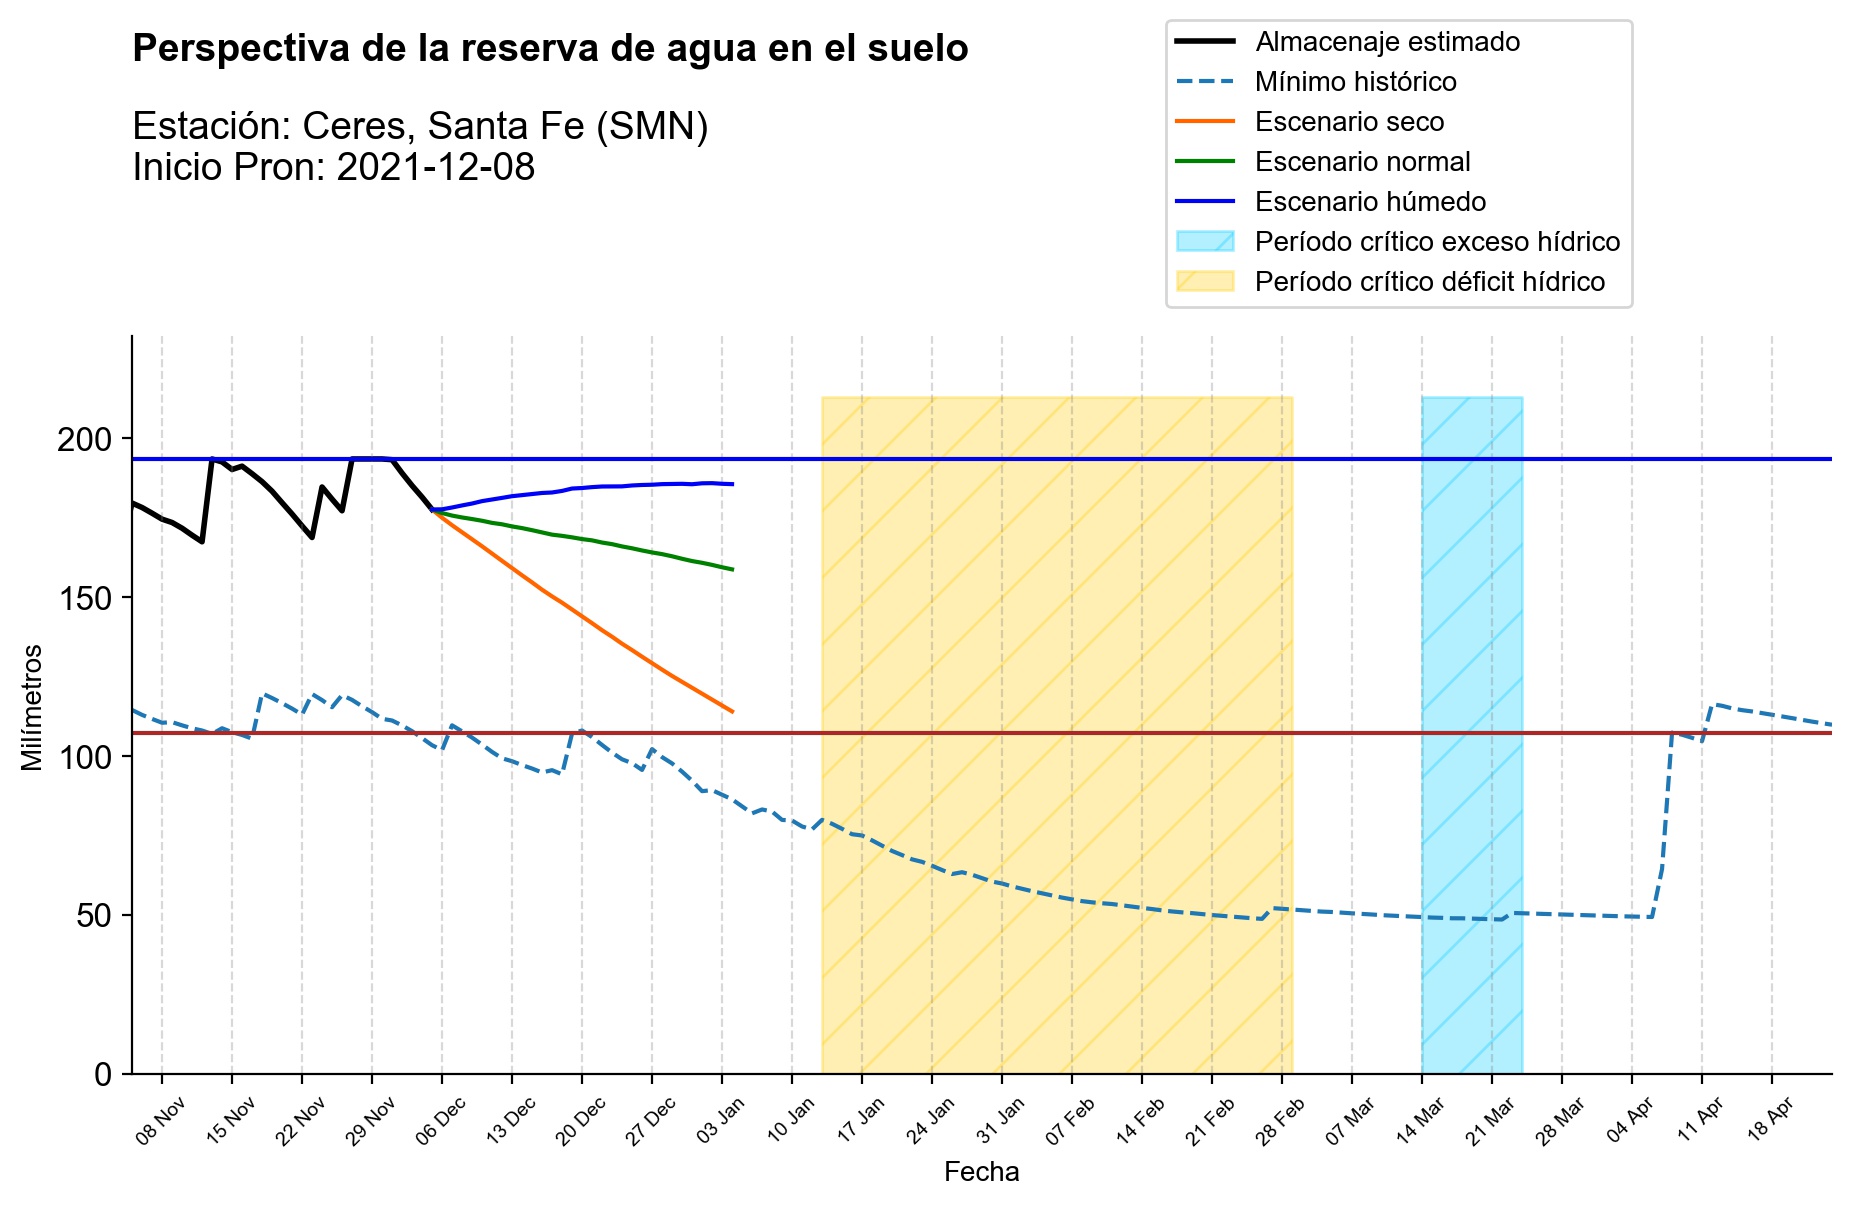 Perspectiva de la reserva de agua en el suelo
Estación: Ceres, Santa Fe (SMN)
Inicio Pron: 2021-12-08
Almacenaje estimado
Mínimo histórico
Escenario seco
Escenario normal
Escenario húmedo
Período crítico exceso hídrico
Período crítico déficit hídrico
200
150
100
50
0
Milímetros
08 Nov
15 Nov
22 Nov
29 Nov
06 Dec
13 Dec
20 Dec
27 Dec
03 Jan
10 Jan
17 Jan
24 Jan
31 Jan
07 Feb
14 Feb
21 Feb
28 Feb
07 Mar
14 Mar
21 Mar
28 Mar
04 Apr
11 Apr
18 Apr
Fecha